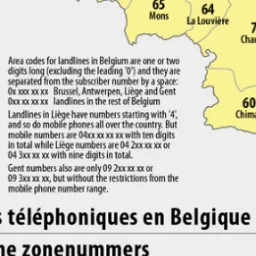 65
Mons
64
La Louvière
60
Area codes for landlines in Belgium are one or two
digits long (excluding the leading '0') and they are
separated from the subscriber number by a space:
0x xxx xx xx Brussel, Antwerpen, Liège and Gent
0xx xx xx xx landlines in the rest of Belgium
Landlines in Liège have numbers starting with '4',
and so do mobile phones all over the country. But
mobile numbers are 04xx xx xx xx with ten digits
in total while Liège numbers are 04 2xx xx xx or
04 3xx xx xx with nine digits in total.
Gent numbers also are only 09 2xx xx xx or
09 3xx xx xx, but without the restrictions from the
mobile phone number range.
s téléphoniques en Belgique
ne zonenummers